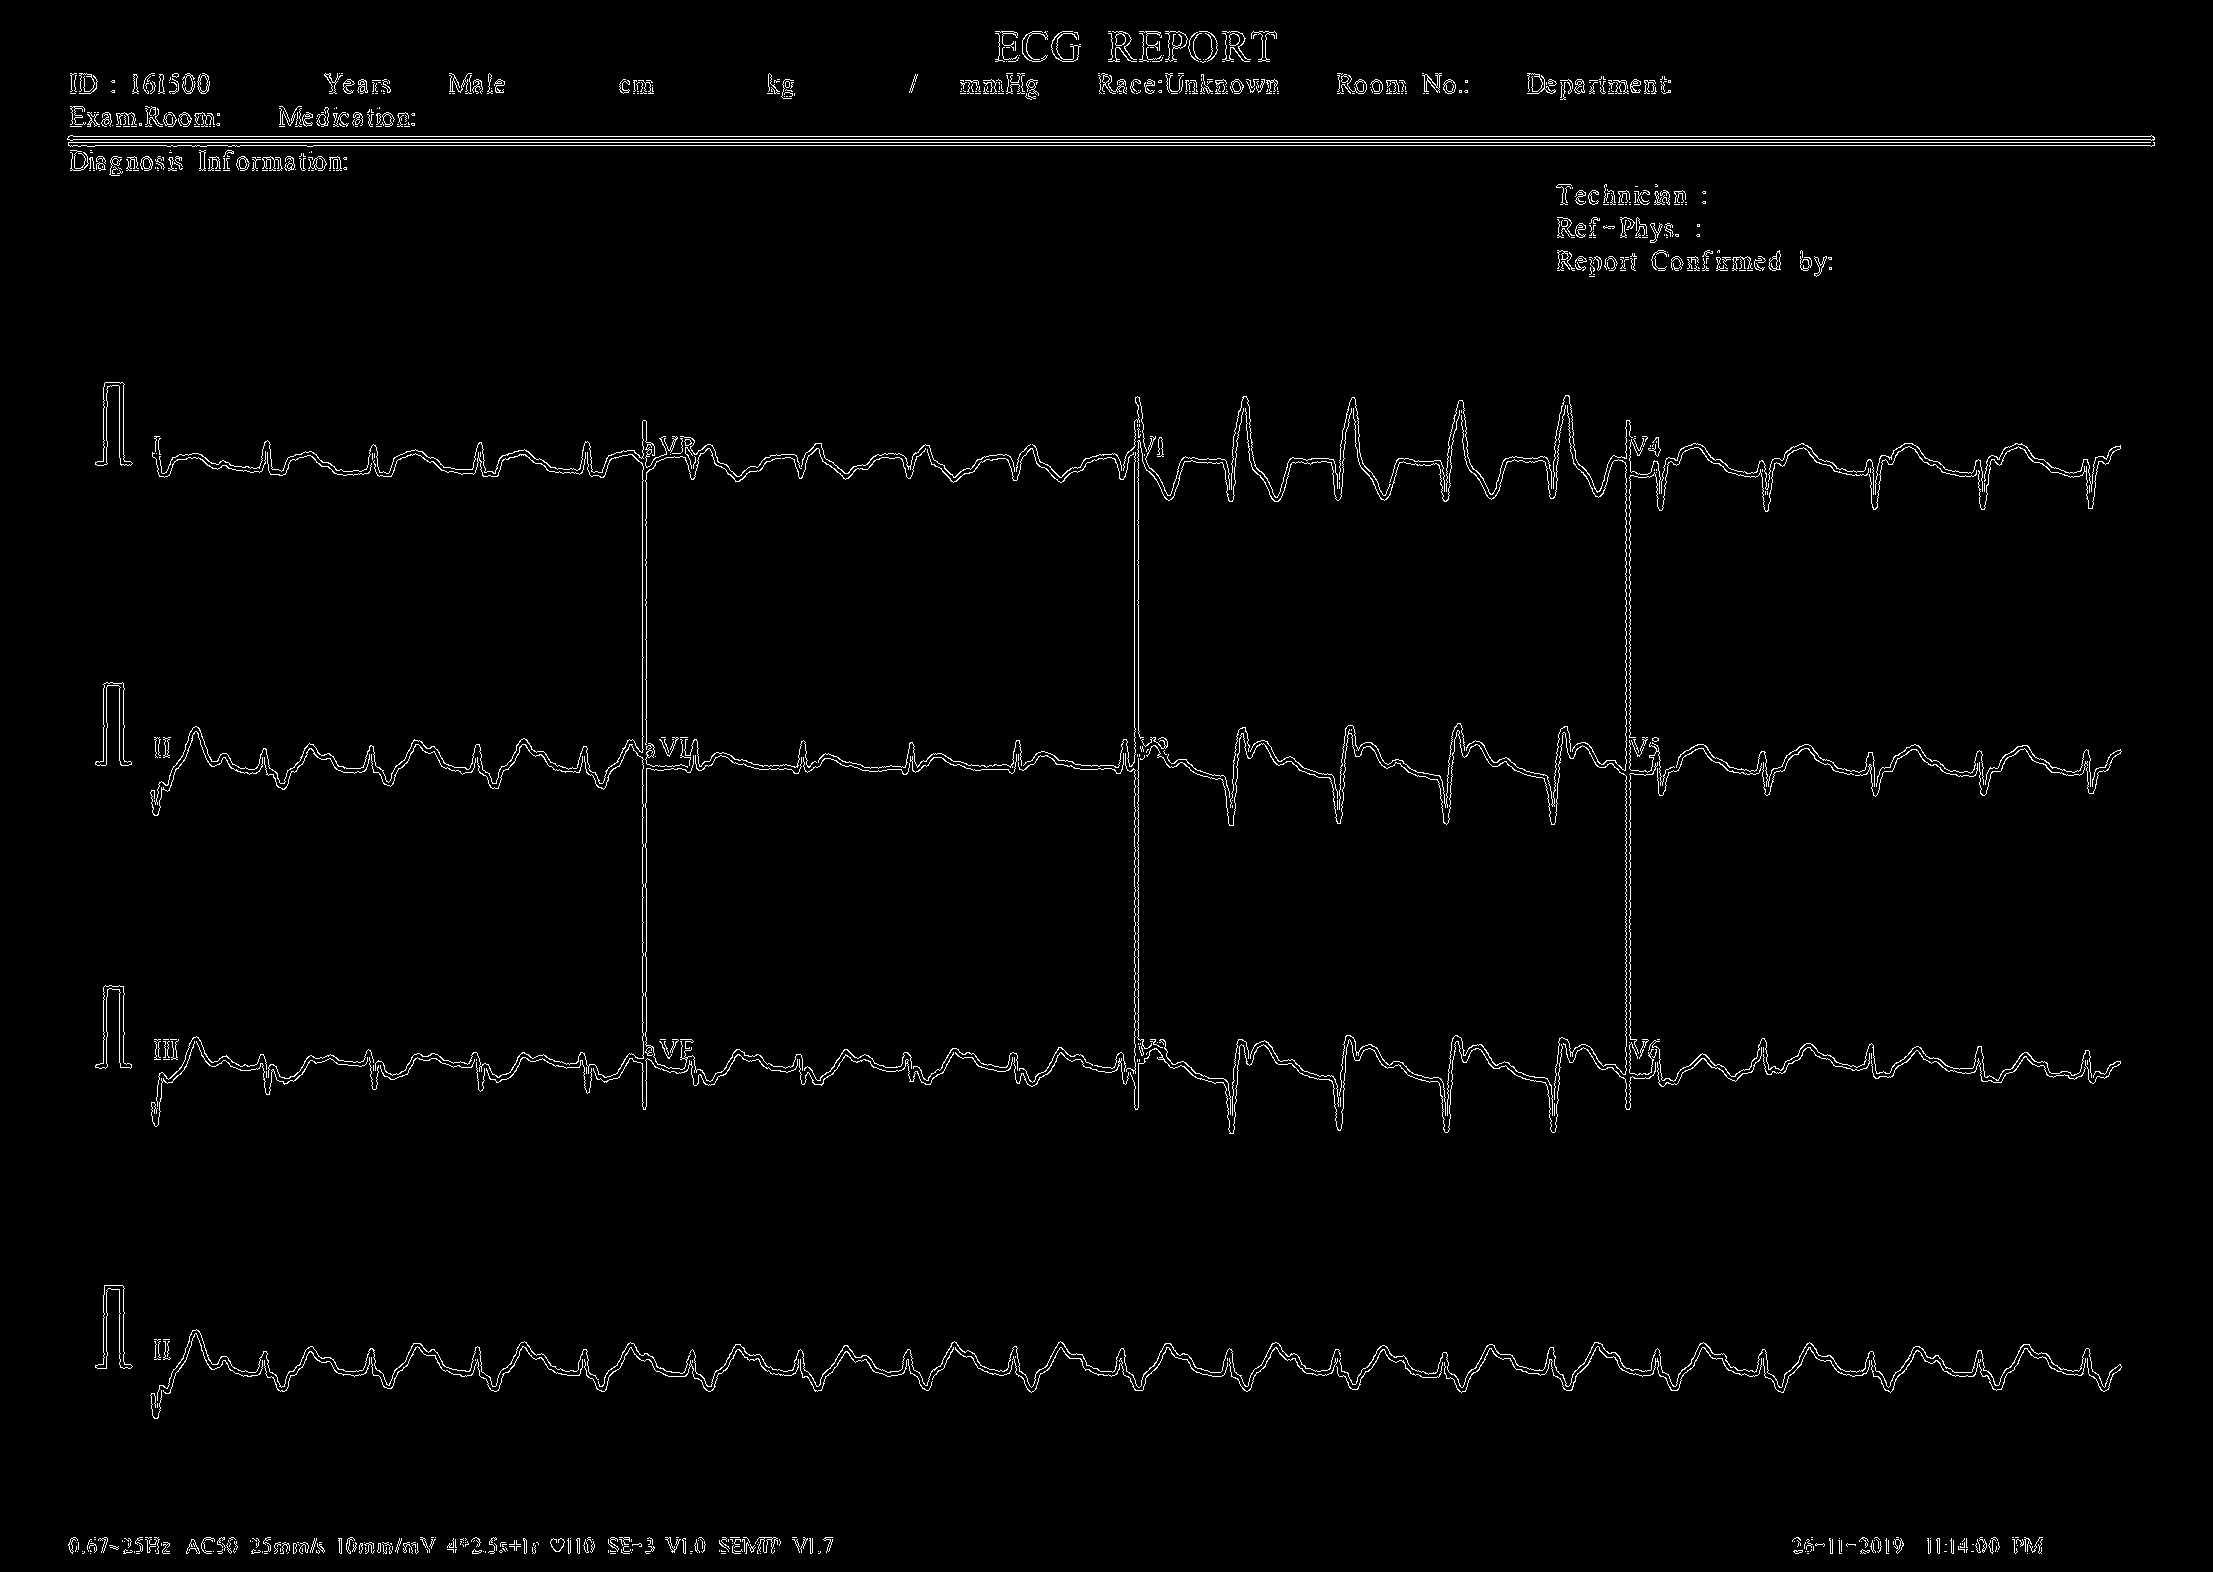 ECG REPORT
ID : 161500 Years Male cm kg / mmHg Race:Unknown Room No.: Department:
Exam.Room: Medication:
Diagnosis Information:
Technician :
Ref-Phys. :
Report Confirmed by:
I aVR V1 V4
II aVL V2 V5
III aVF V3 V6
II
0.67~25Hz AC50 25mm/s 10mm/mV 4*2.5s+1r ♡110 SE-3 V1.0 SEMIP V1.7 26-11-2019 11:14:00 PM